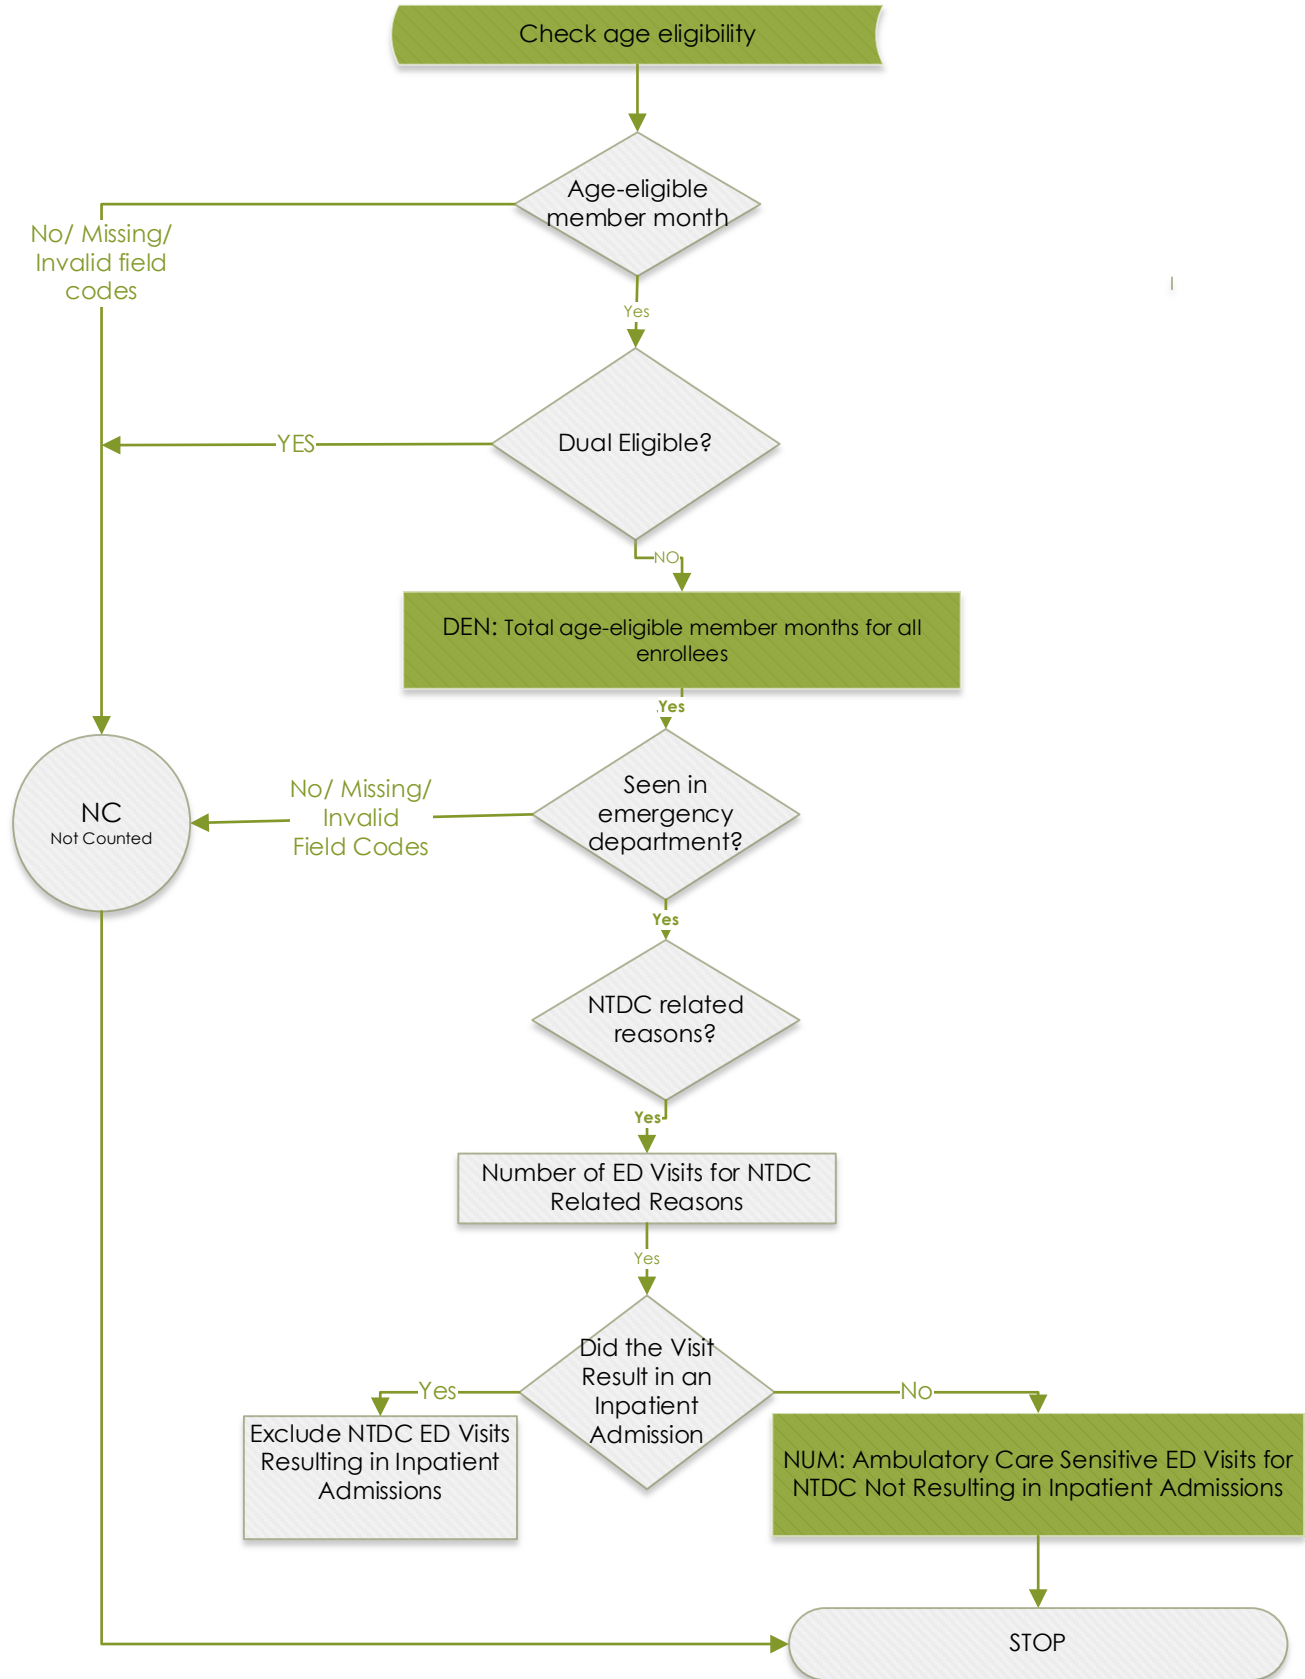 Check age eligibility
Age-eligible
member month
No/ Missing/
Invalid field
codes
Yes
Dual Eligible?
YES
NO
DEN: Total age-eligible member months for all
enrollees
Yes
Seen in
emergency
department?
No/ Missing/
Invalid
Field Codes
NC
Not Counted
Yes
NTDC related
reasons?
Yes
Number of ED Visits for NTDC
Related Reasons
Yes
Did the Visit
Result in an
Inpatient
Admission
Yes
No
Exclude NTDC ED Visits
Resulting in Inpatient
Admissions
NUM: Ambulatory Care Sensitive ED Visits for
NTDC Not Resulting in Inpatient Admissions
STOP